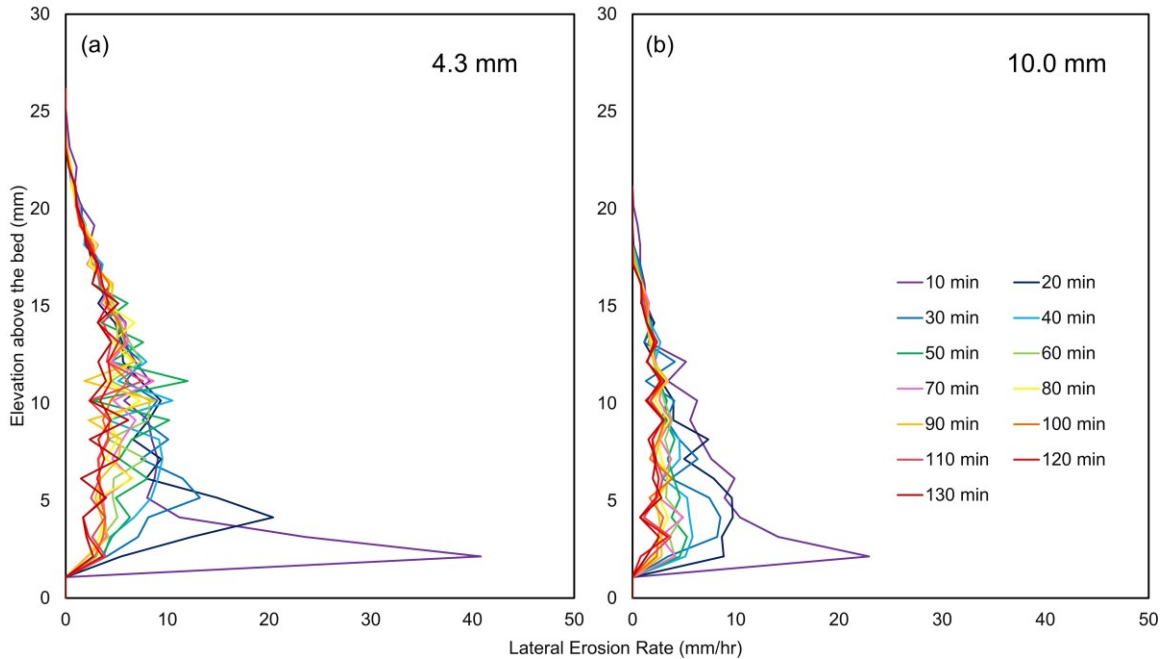 (a)
4.3 mm
(b)
10.0 mm
Elevation above the bed (mm)
30
25
20
15
10
5
0
0 10 20 30 40 50
30
25
20
15
10
5
0
0 10 20 30 40 50
10 min 20 min
30 min 40 min
50 min 60 min
70 min 80 min
90 min 100 min
110 min 120 min
130 min
Lateral Erosion Rate (mm/hr)